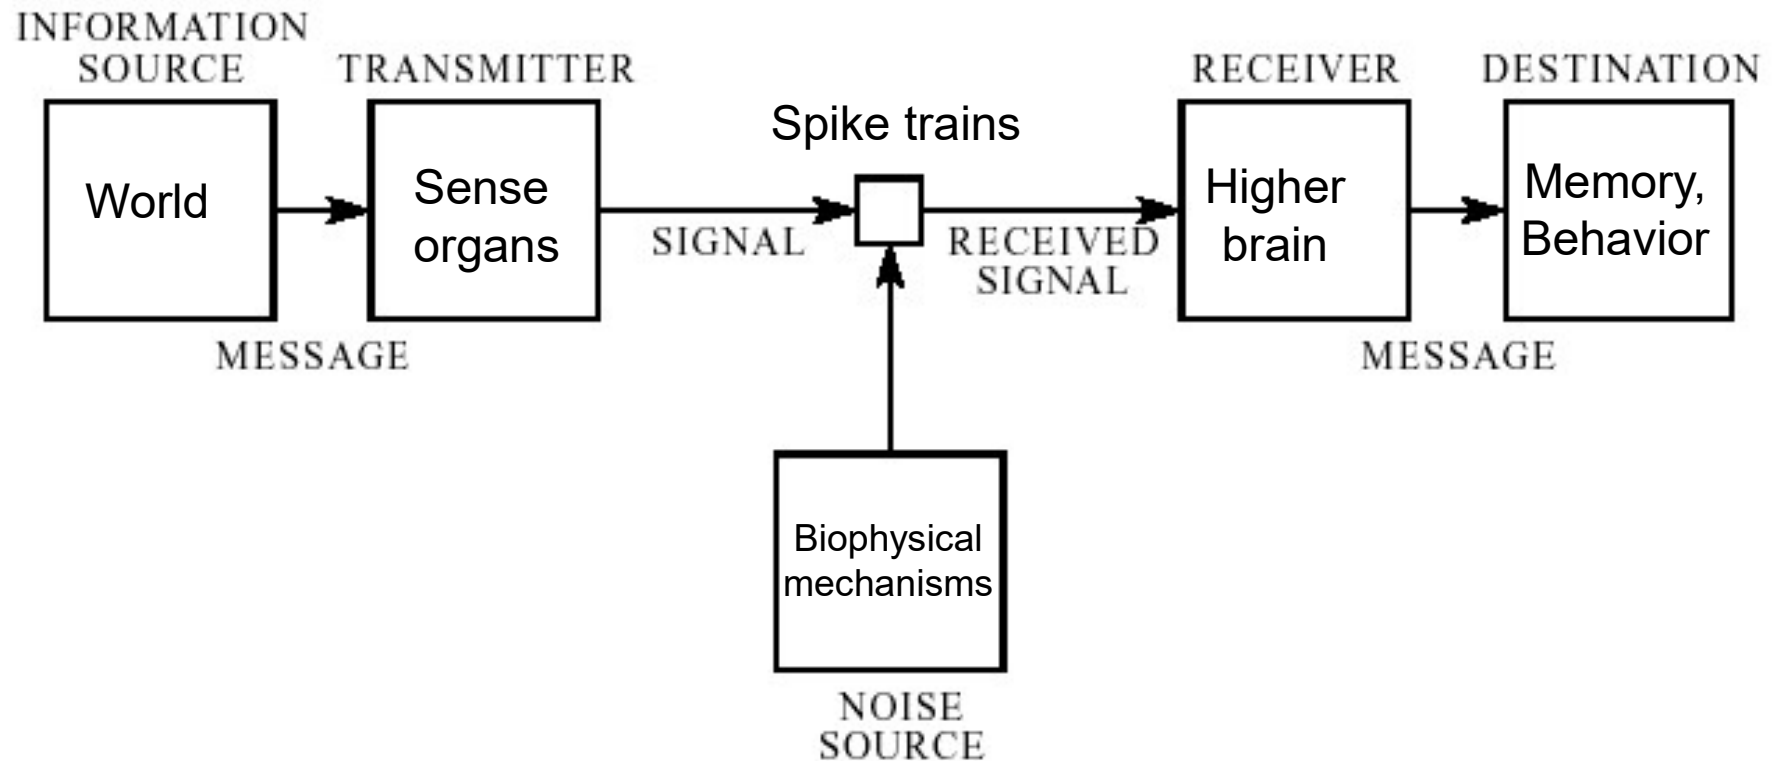 INFORMATION
SOURCE
TRANSMITTER
RECEIVER
DESTINATION
Spike trains
World
Sense
organs
Higher
brain
Memory,
Behavior
SIGNAL
RECEIVED
SIGNAL
MESSAGE
MESSAGE
Biophysical
mechanisms
NOISE
SOURCE